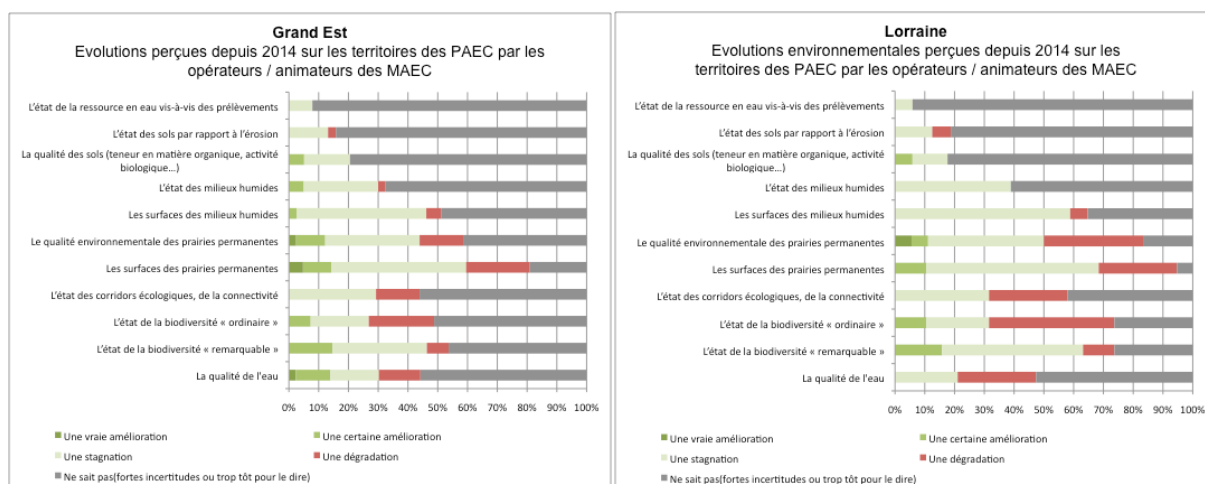 Grand Est
Evolutions perçues depuis 2014 sur les territoires des PAEC par les
opérateurs / animateurs des MAEC
L'état de la ressource en eau vis-à-vis des prélèvements
L'état des sols par rapport à l'érosion
La qualité des sols (teneur en matière organique, activité
biologique...)
L'état des milieux humides
Les surfaces des milieux humides
Le qualité environnementale des prairies permanentes
Les surfaces des prairies permanentes
L'état des corridors écologiques, de la connectivité
L'état de la biodiversité « ordinaire »
L'état de la biodiversité « remarquable »
La qualité de l'eau
0% 10% 20% 30% 40% 50% 60% 70% 80% 90% 100%
Une vraie amélioration
Une certaine amélioration
Une stagnation
Une dégradation
Ne sait pas(fortes incertitudes ou trop tôt pour le dire)
Lorraine
Evolutions environnementales perçues depuis 2014 sur les
territoires des PAEC par les opérateurs / animateurs des MAEC
L'état de la ressource en eau vis-à-vis des prélèvements
L'état des sols par rapport à l'érosion
La qualité des sols (teneur en matière organique, activité
biologique...)
L'état des milieux humides
Les surfaces des milieux humides
Le qualité environnementale des prairies permanentes
Les surfaces des prairies permanentes
L'état des corridors écologiques, de la connectivité
L'état de la biodiversité « ordinaire »
L'état de la biodiversité « remarquable »
La qualité de l'eau
0% 10% 20% 30% 40% 50% 60% 70% 80% 90% 100%
Une vraie amélioration
Une certaine amélioration
Une stagnation
Une dégradation
Ne sait pas(fortes incertitudes ou trop tôt pour le dire)